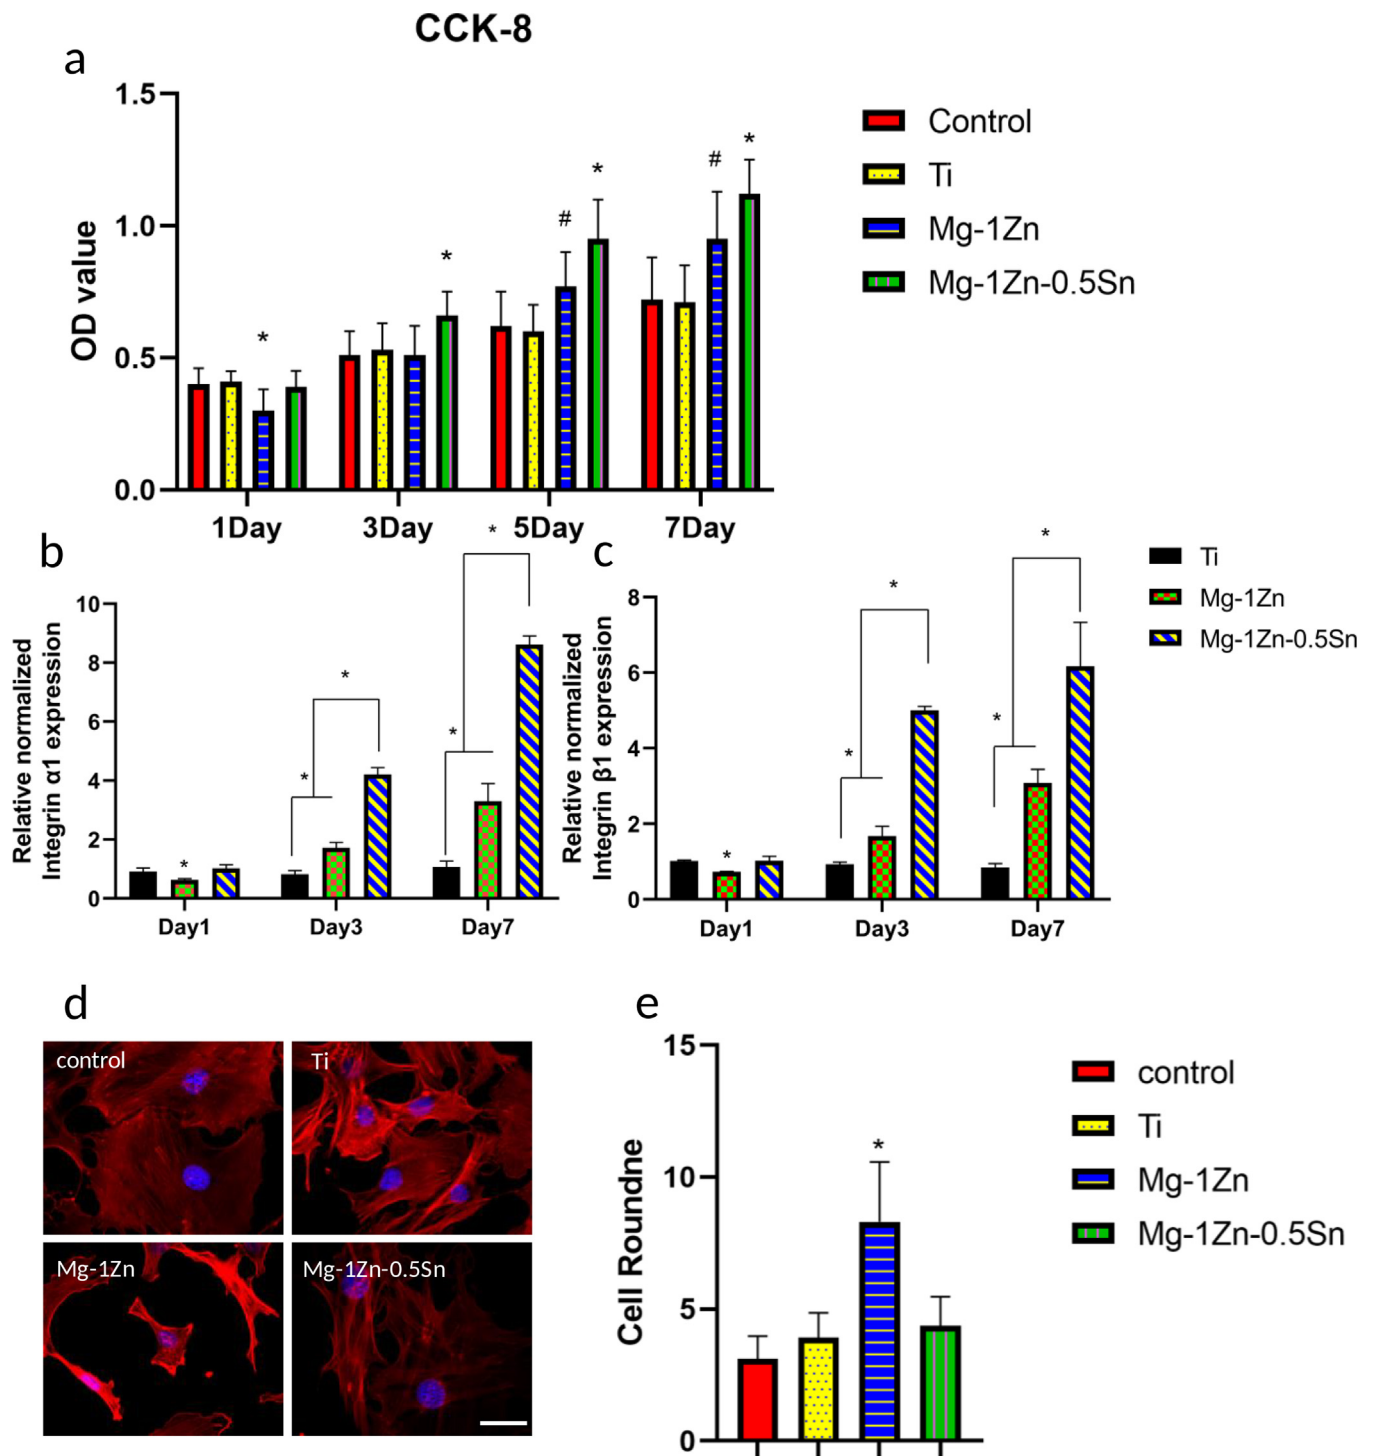 CCK-8
a
1.5
1.0
0.5
0.0
OD value
* * # * # *
1Day 3Day 5Day 7Day
Control
Ti
Mg-1Zn
Mg-1Zn-0.5Sn
b
10
8
6
4
2
0
Relative normalized
Integrin α1 expression
* * * * *
Day1 Day3 Day7
c
8
6
4
2
0
Relative normalized
Integrin β1 expression
* * * * *
Day1 Day3 Day7
Ti
Mg-1Zn
Mg-1Zn-0.5Sn
d
control
Ti
Mg-1Zn
Mg-1Zn-0.5Sn
e
15
10
5
0
Cell Roundne
*
control
Ti
Mg-1Zn
Mg-1Zn-0.5Sn